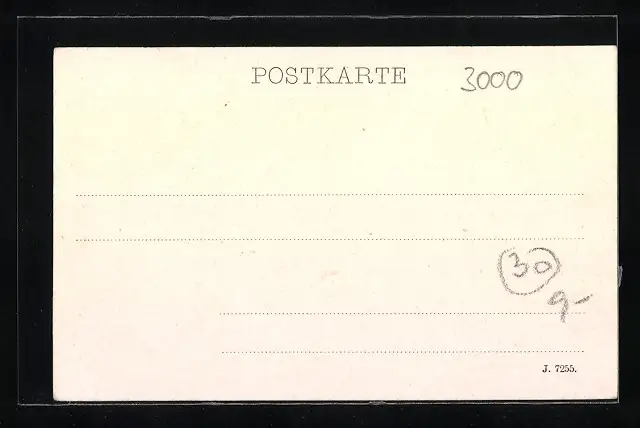 POSTKARTE 3000
30
9-
J. 7255.